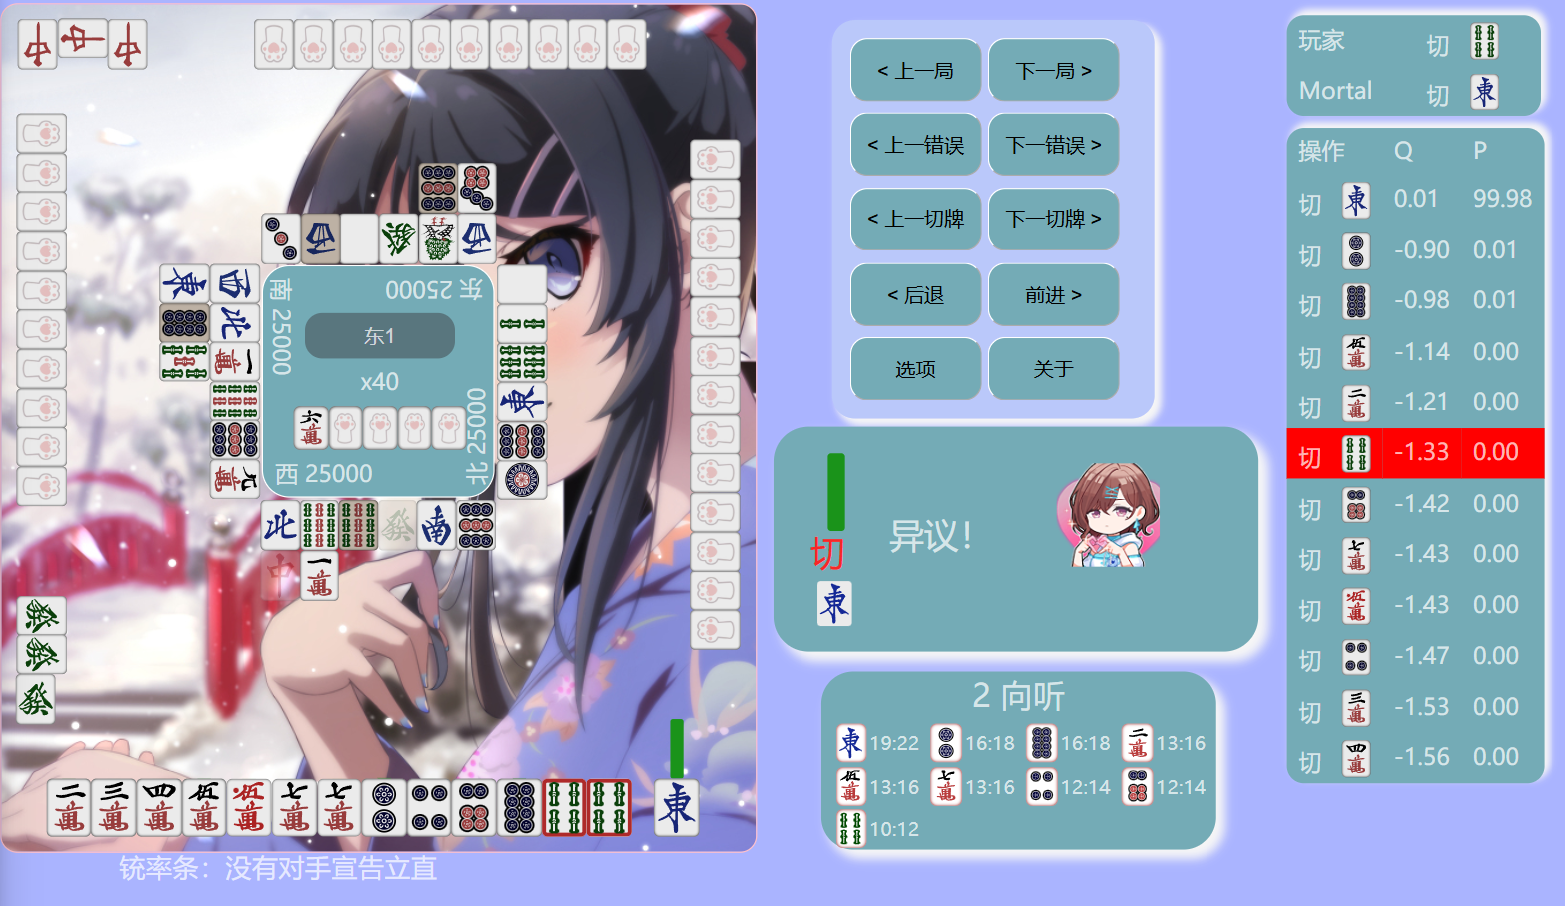 < 上一局
下一局 >
< 上一错误
下一错误 >
< 上一切牌
下一切牌 >
< 后退
前进 >
选项
关于
东 25000
南 25000
东1
x40
北 25000
西 25000
切
异议!
2 向听
19:22
16:18
16:18
13:16
13:16
13:16
12:14
12:14
10:12
铳率条：没有对手宣告立直
玩家 切
Mortal 切
操作 Q P
切 0.01 99.98
切 -0.90 0.01
切 -0.98 0.01
切 -1.14 0.00
切 -1.21 0.00
切 -1.33 0.00
切 -1.42 0.00
切 -1.43 0.00
切 -1.43 0.00
切 -1.47 0.00
切 -1.53 0.00
切 -1.56 0.00